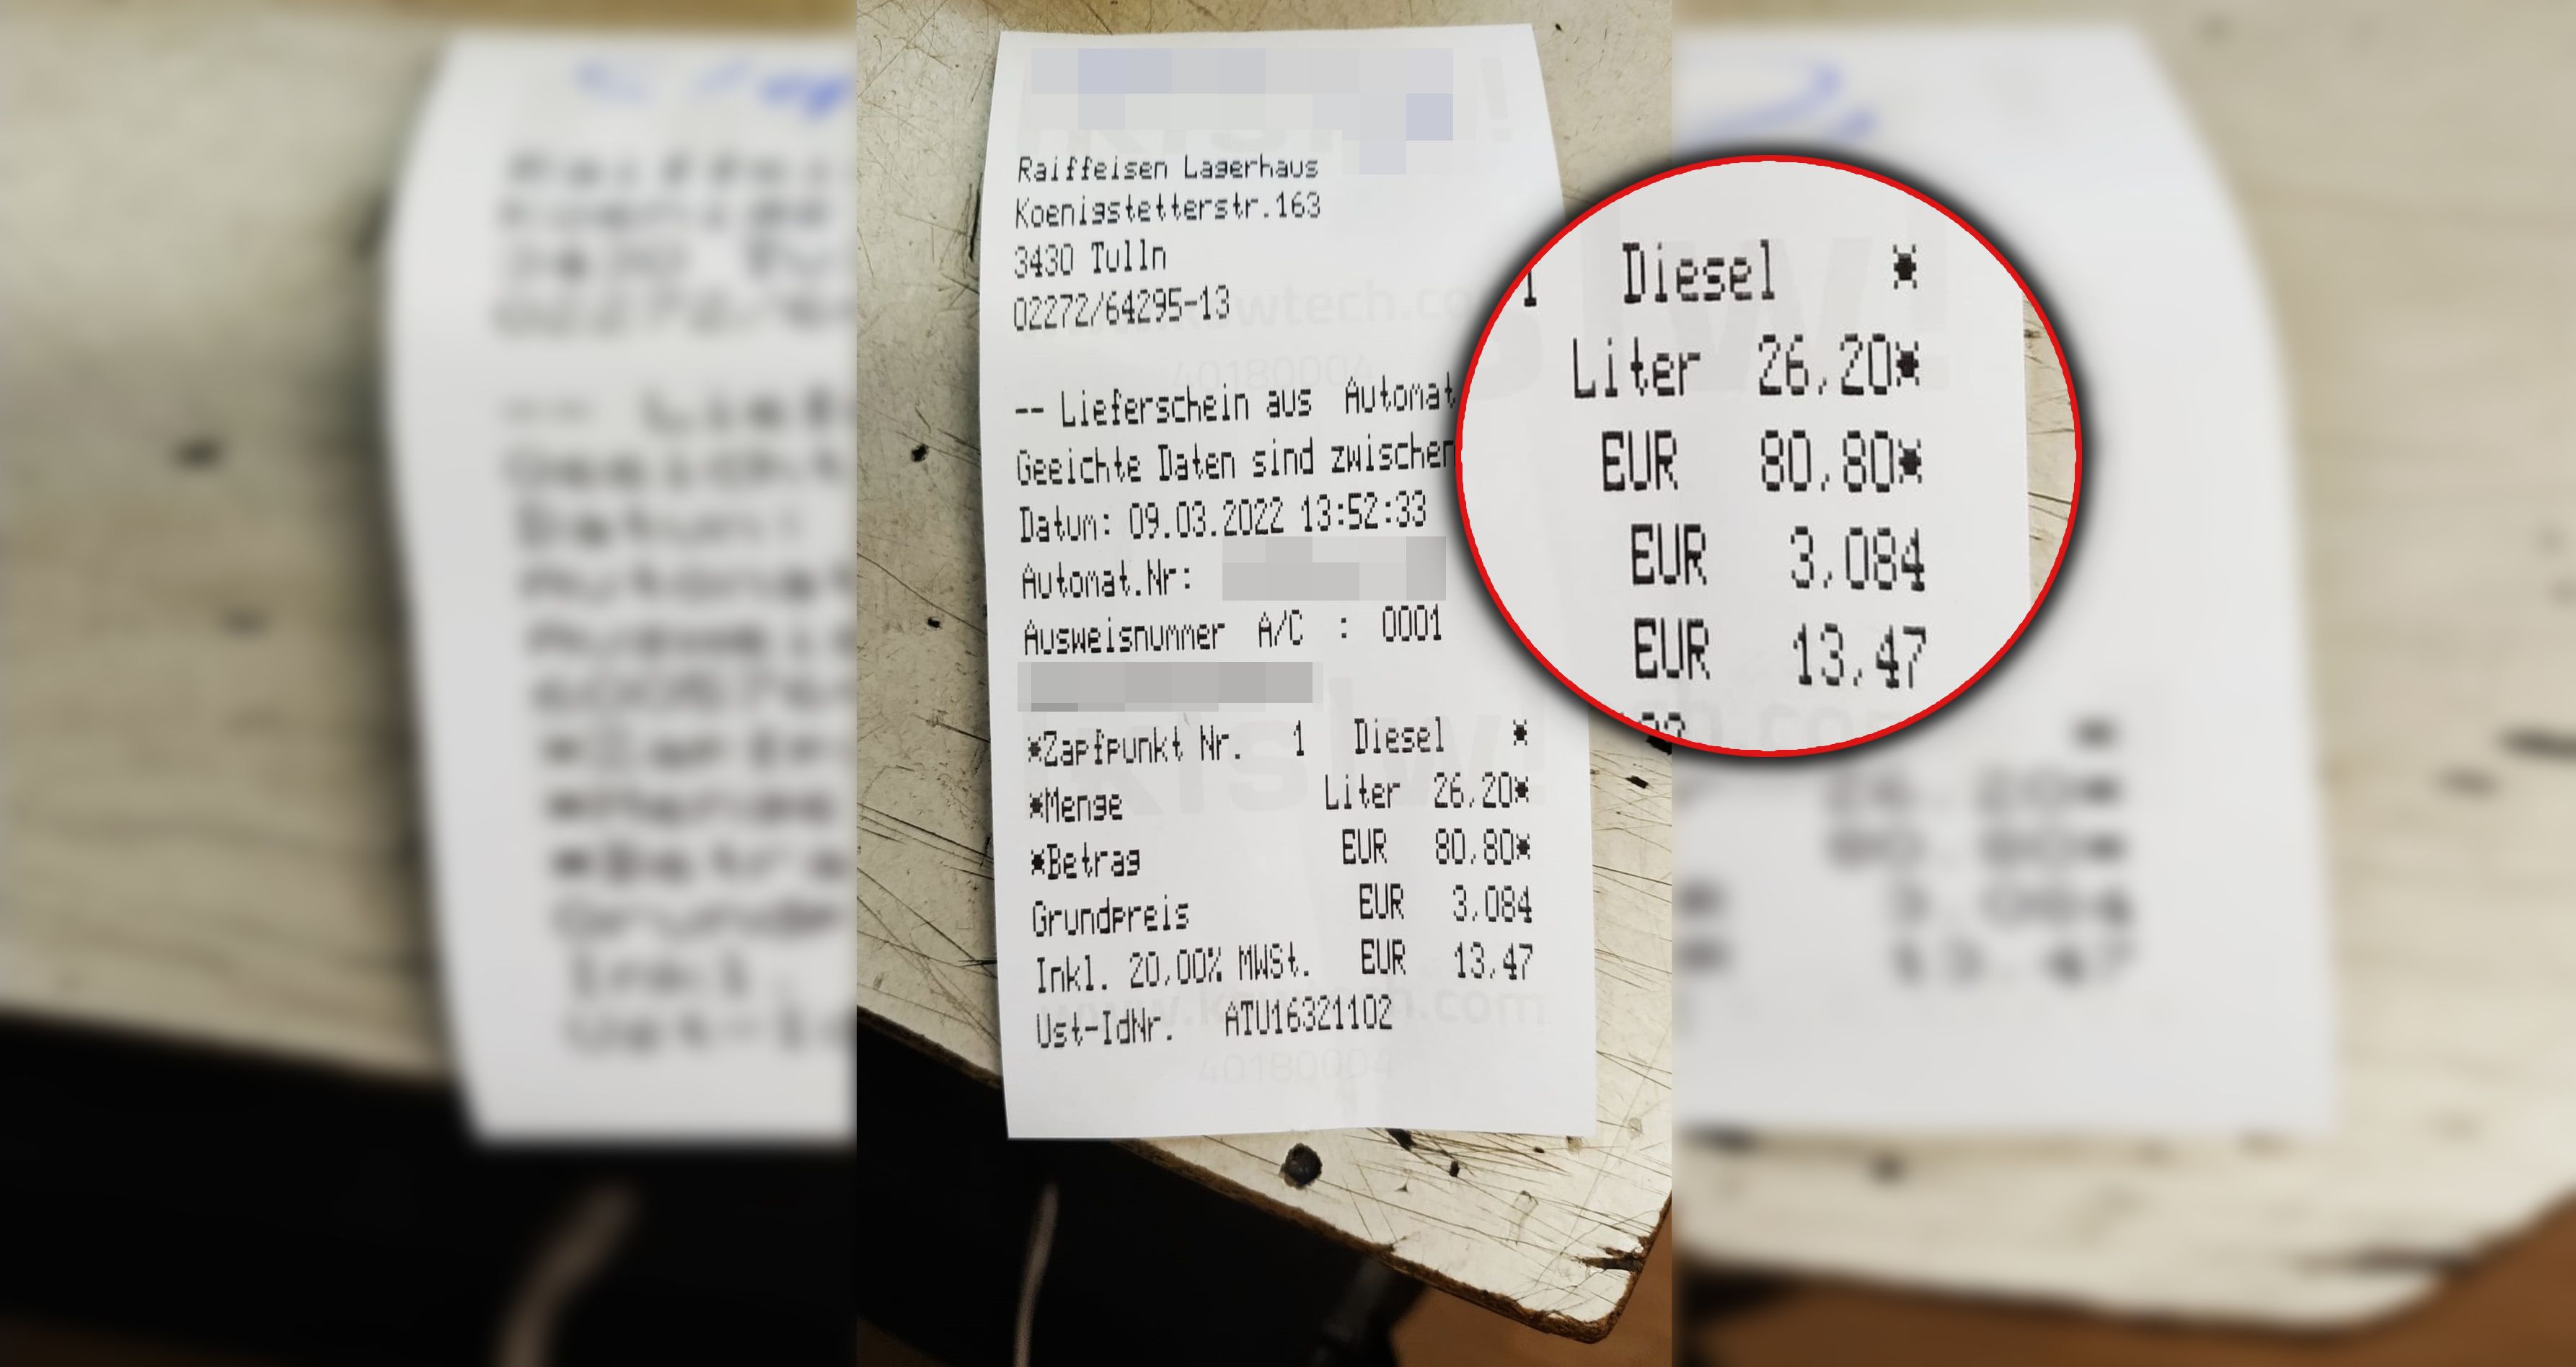 Raiffeisen Lagerhaus
Koenigstetterstr.163
3430 Tulln
02272/64295-13
-- Lieferschein aus Automat
Geeichte Daten sind zwischen
Datum: 09.03.2022 13:52:33
Automat.Nr:
Ausweisnummer A/C : 0001
*Zapfpunkt Nr. 1 Diesel *
*Menge Liter 26,20*
*Betrag EUR 80,80*
Grundpreis EUR 3,084
Inkl. 20,00% MWSt. EUR 13,47
Ust-IdNr. ATU16321102
40180004
1 Diesel *
Liter 26,20*
EUR 80,80*
EUR 3,084
EUR 13,47